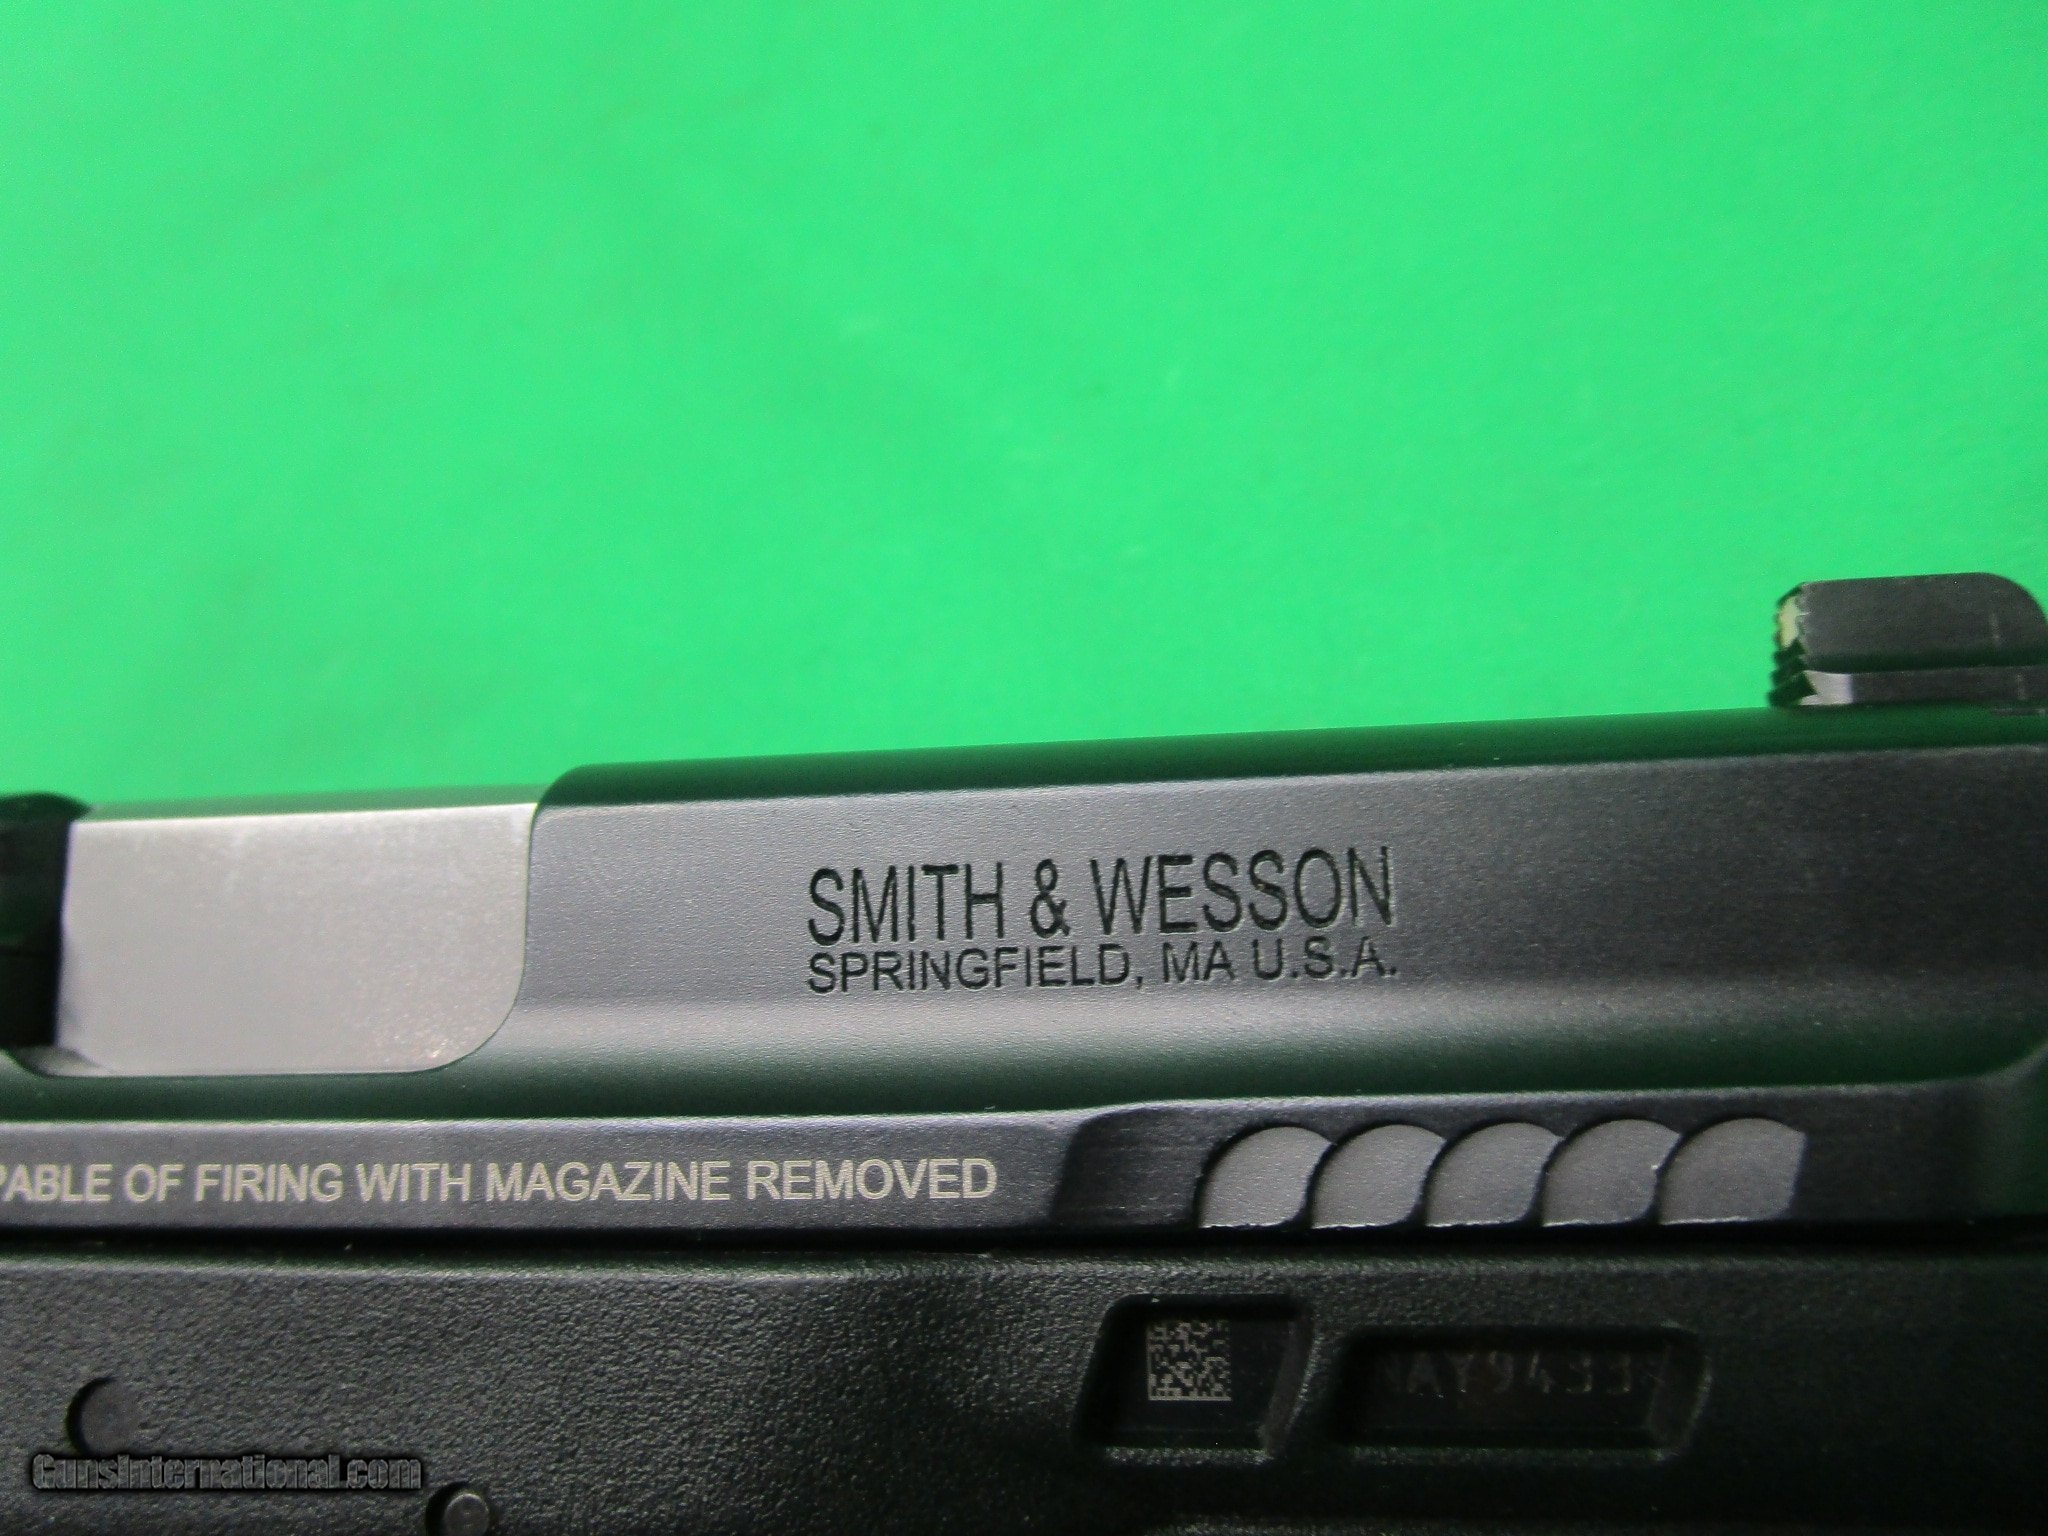 SMITH & WESSON
SPRINGFIELD, MA U.S.A.
PABLE OF FIRING WITH MAGAZINE REMOVED
GunsInternational.com